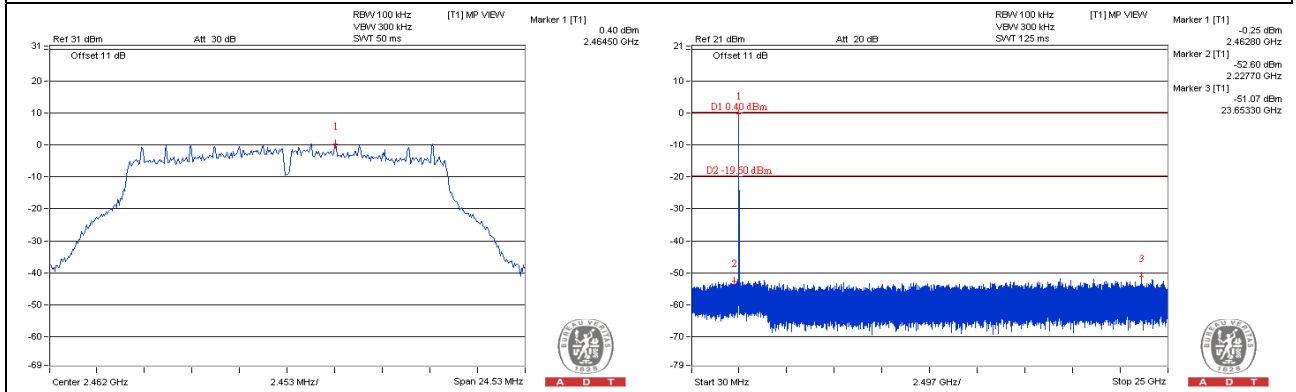 RBW 100 kHz [T1] MP VIEW
VBW 300 kHz
Ref 31 dBm Att 30 dB SWT 50 ms
Marker 1 [T1]
0.40 dBm
2.46450 GHz
31
Offset 11 dB
20
10
0
-10
-20
-30
-40
-50
-60
-69
1
Center 2.462 GHz 2.453 MHz/ Span 24.53 MHz
BUREAU VERITAS
1828
A D T
RBW 100 kHz [T1] MP VIEW
VBW 300 kHz
Ref 21 dBm Att 20 dB SWT 125 ms
Marker 1 [T1]
-0.25 dBm
2.46280 GHz
Marker 2 [T1]
-52.60 dBm
2.22770 GHz
Marker 3 [T1]
-51.07 dBm
23.65330 GHz
21
Offset 11 dB
10
0
-10
-20
-30
-40
-50
-60
-70
-79
1
D1 0.40 dBm
D2 -19.60 dBm
2
3
Start 30 MHz 2.497 GHz/ Stop 25 GHz
BUREAU VERITAS
1828
A D T